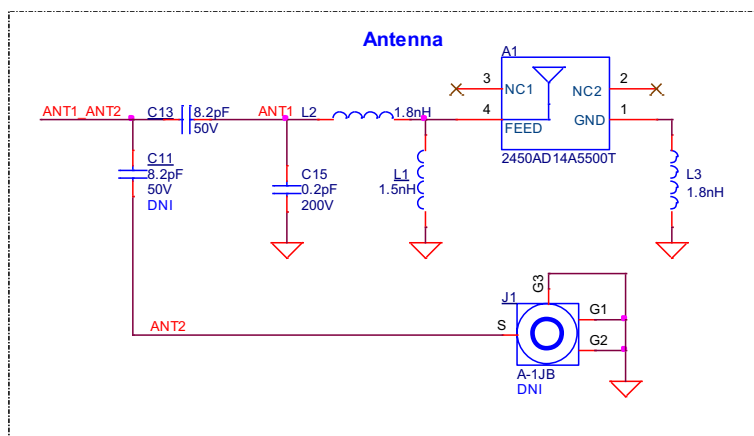 Antenna
A1
ANT1_ANT2
C13
8.2pF
50V
ANT1
L2
1.8nH
3
NC1
2
NC2
4
FEED
1
GND
2450AD14A5500T
C11
8.2pF
50V
DNI
C15
0.2pF
200V
L1
1.5nH
L3
1.8nH
ANT2
J1
S
G3
G1
G2
A-1JB
DNI